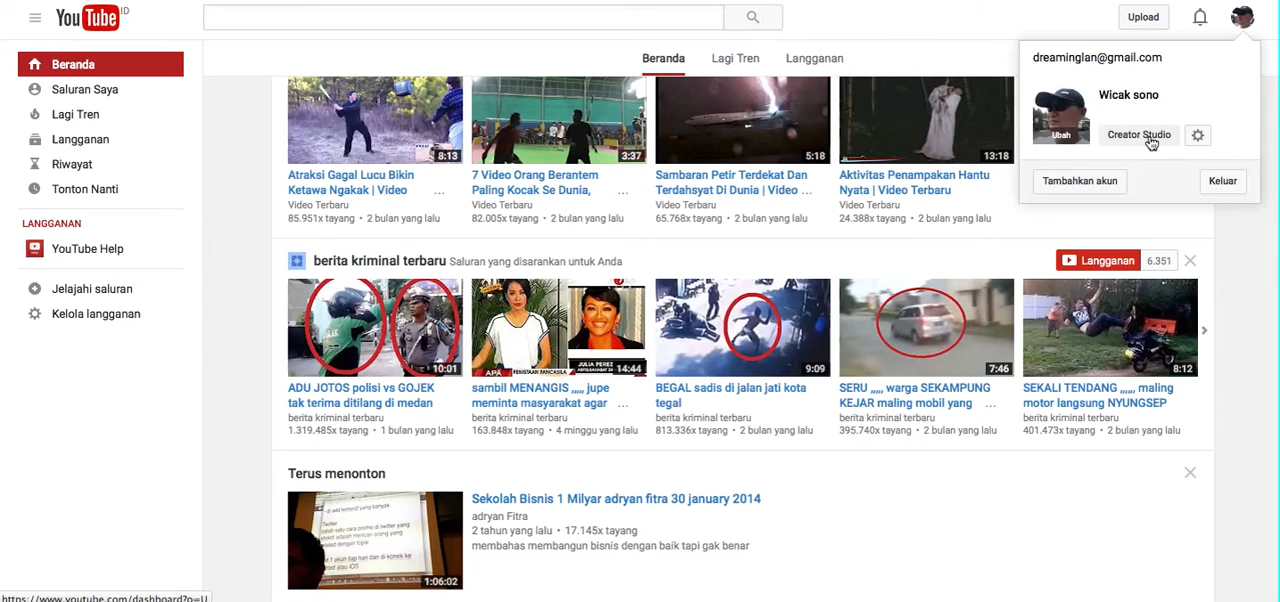 YouTube ID
Upload
Beranda Lagi Tren Langganan
dreaminglan@gmail.com
Wicak sono
Ubah
Creator Studio
Tambahkan akun Keluar
Beranda
Saluran Saya
Lagi Tren
Langganan
Riwayat
Tonton Nanti
LANGGANAN
YouTube Help
Jelajahi saluran
Kelola langganan
8:13
Atraksi Gagal Lucu Bikin
Ketawa Ngakak | Video ...
Video Terbaru
85.951x tayang • 2 bulan yang lalu
3:37
7 Video Orang Berantem
Paling Kocak Se Dunia, ...
Video Terbaru
82.005x tayang • 2 bulan yang lalu
5:18
Sambaran Petir Terdekat Dan
Terdahsyat Di Dunia | Video ...
Video Terbaru
65.768x tayang • 2 bulan yang lalu
13:18
Aktivitas Penampakan Hantu
Nyata | Video Terbaru
Video Terbaru
24.388x tayang • 2 bulan yang lalu
berita kriminal terbaru Saluran yang disarankan untuk Anda
Langganan 6.351
10:01
ADU JOTOS polisi vs GOJEK
tak terima ditilang di medan
berita kriminal terbaru
1.319.485x tayang • 1 bulan yang lalu
JULIA PEREZ
APA PENISTAAN PANCASILA
14:44
sambil MENANGIS ,,,,, jupe
meminta masyarakat agar ...
berita kriminal terbaru
163.848x tayang • 4 minggu yang lalu
9:09
BEGAL sadis di jalan jati kota
tegal
berita kriminal terbaru
813.336x tayang • 2 bulan yang lalu
7:46
SERU ,,,,, warga SEKAMPUNG
KEJAR maling mobil yang ...
berita kriminal terbaru
395.740x tayang • 2 bulan yang lalu
8:12
SEKALI TENDANG ,,,,,, maling
motor langsung NYUNGSEP
berita kriminal terbaru
401.473x tayang • 2 bulan yang lalu
Terus menonton
1:06:02
Sekolah Bisnis 1 Milyar adryan fitra 30 january 2014
adryan Fitra
2 tahun yang lalu • 17.145x tayang
membahas membangun bisnis dengan baik tapi gak benar
https://www.youtube.com/dashboard?o=U